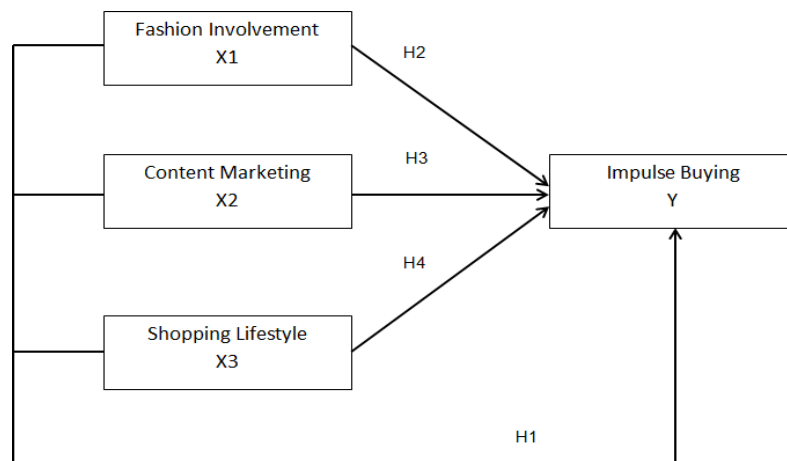 Fashion Involvement
X1
H2
Content Marketing
X2
H3
Impulse Buying
Y
H4
Shopping Lifestyle
X3
H1